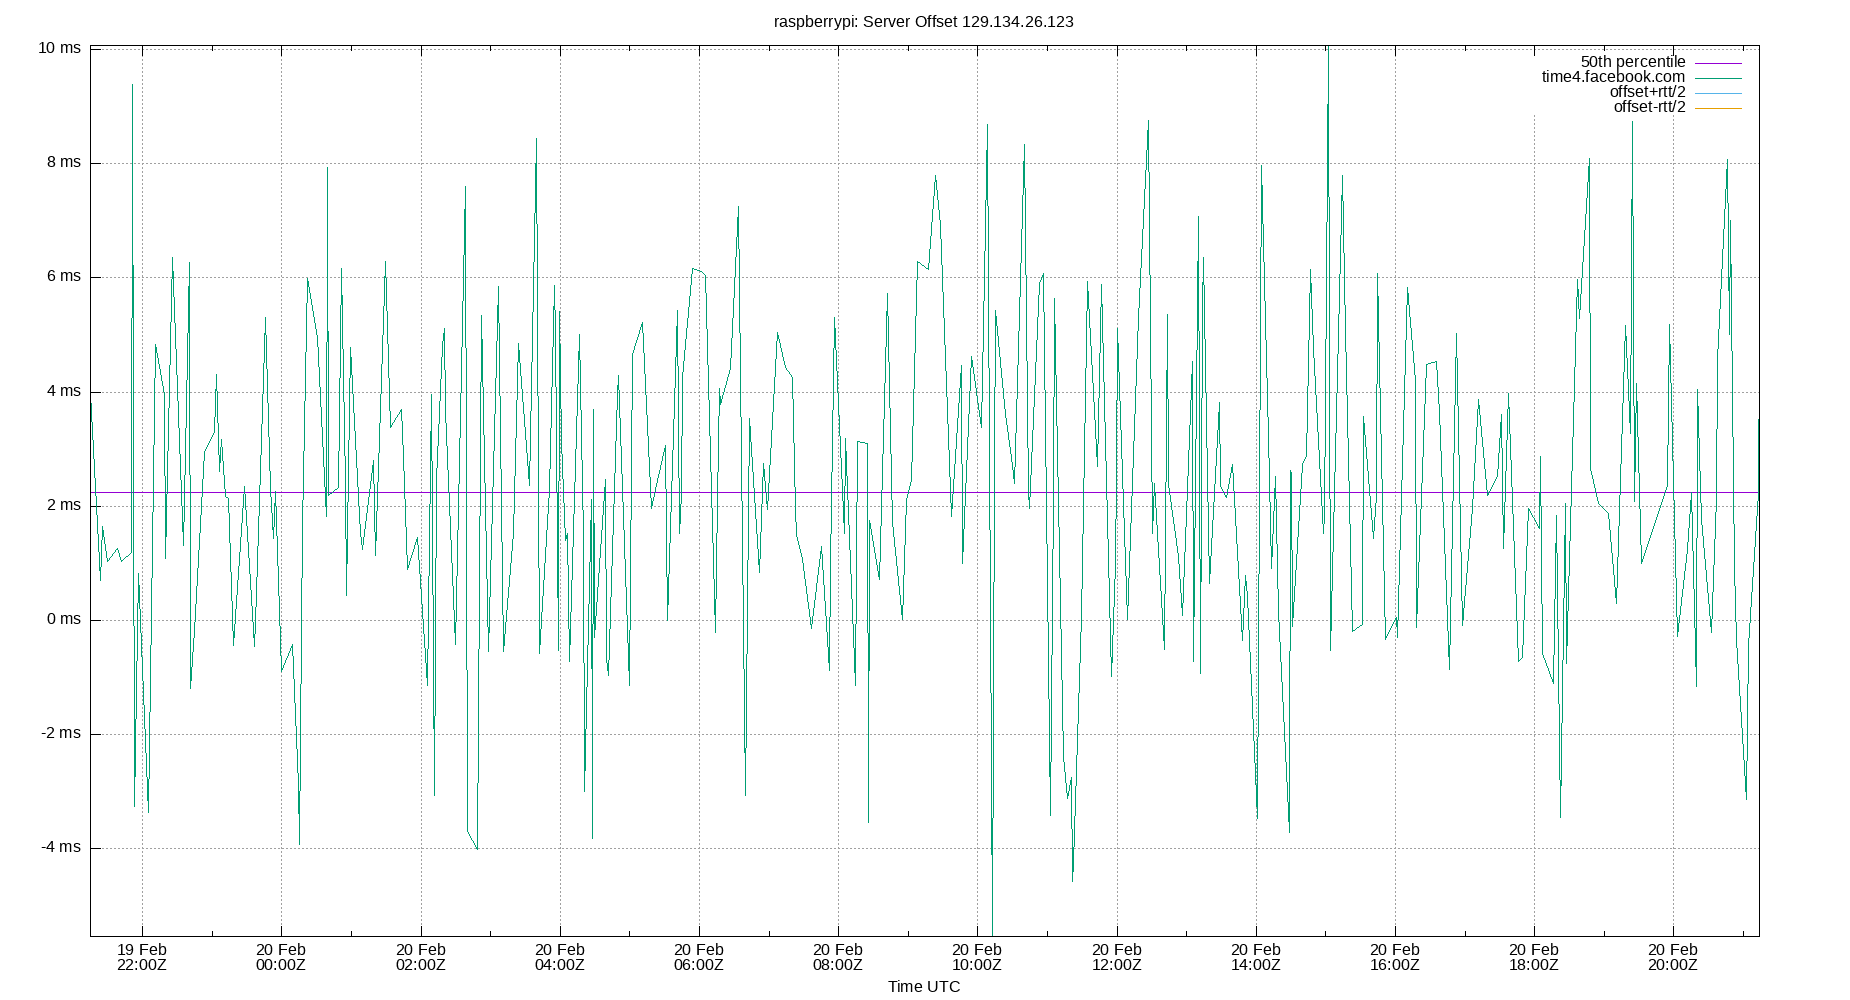 raspberrypi: Server Offset 129.134.26.123
10 ms
8 ms
6 ms
4 ms
2 ms
0 ms
-2 ms
-4 ms
50th percentile
time4.facebook.com
offset+rtt/2
offset-rtt/2
19 Feb 20 Feb 20 Feb 20 Feb 20 Feb 20 Feb 20 Feb 20 Feb 20 Feb 20 Feb 20 Feb 20 Feb
22:00Z 00:00Z 02:00Z 04:00Z 06:00Z 08:00Z 10:00Z 12:00Z 14:00Z 16:00Z 18:00Z 20:00Z
Time UTC